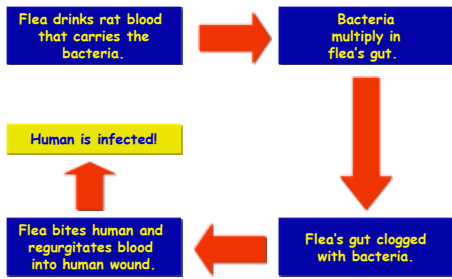 Flea drinks rat blood
that carries the
bacteria.
Bacteria
multiply in
flea's gut.
Flea's gut clogged
with bacteria.
Flea bites human and
regurgitates blood
into human wound.
Human is infected!